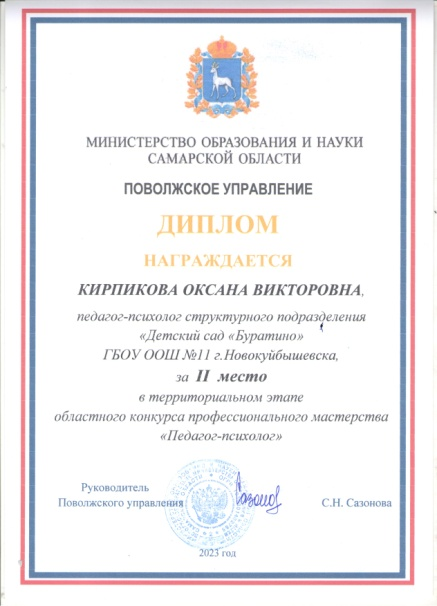 МИНИСТЕРСТВО ОБРАЗОВАНИЯ И НАУКИ
САМАРСКОЙ ОБЛАСТИ
ПОВОЛЖСКОЕ УПРАВЛЕНИЕ
ДИПЛОМ
НАГРАЖДАЕТСЯ
КИРПИКОВА ОКСАНА ВИКТОРОВНА,
педагог-психолог структурного подразделения
«Детский сад «Буратино»
ГБОУ ООШ №11 г.Новокуйбышевска,
за II место
в территориальном этапе
областного конкурса профессионального мастерства
«Педагог-психолог»
Руководитель
Поволжского управления
С.Н. Сазонова
2023 год